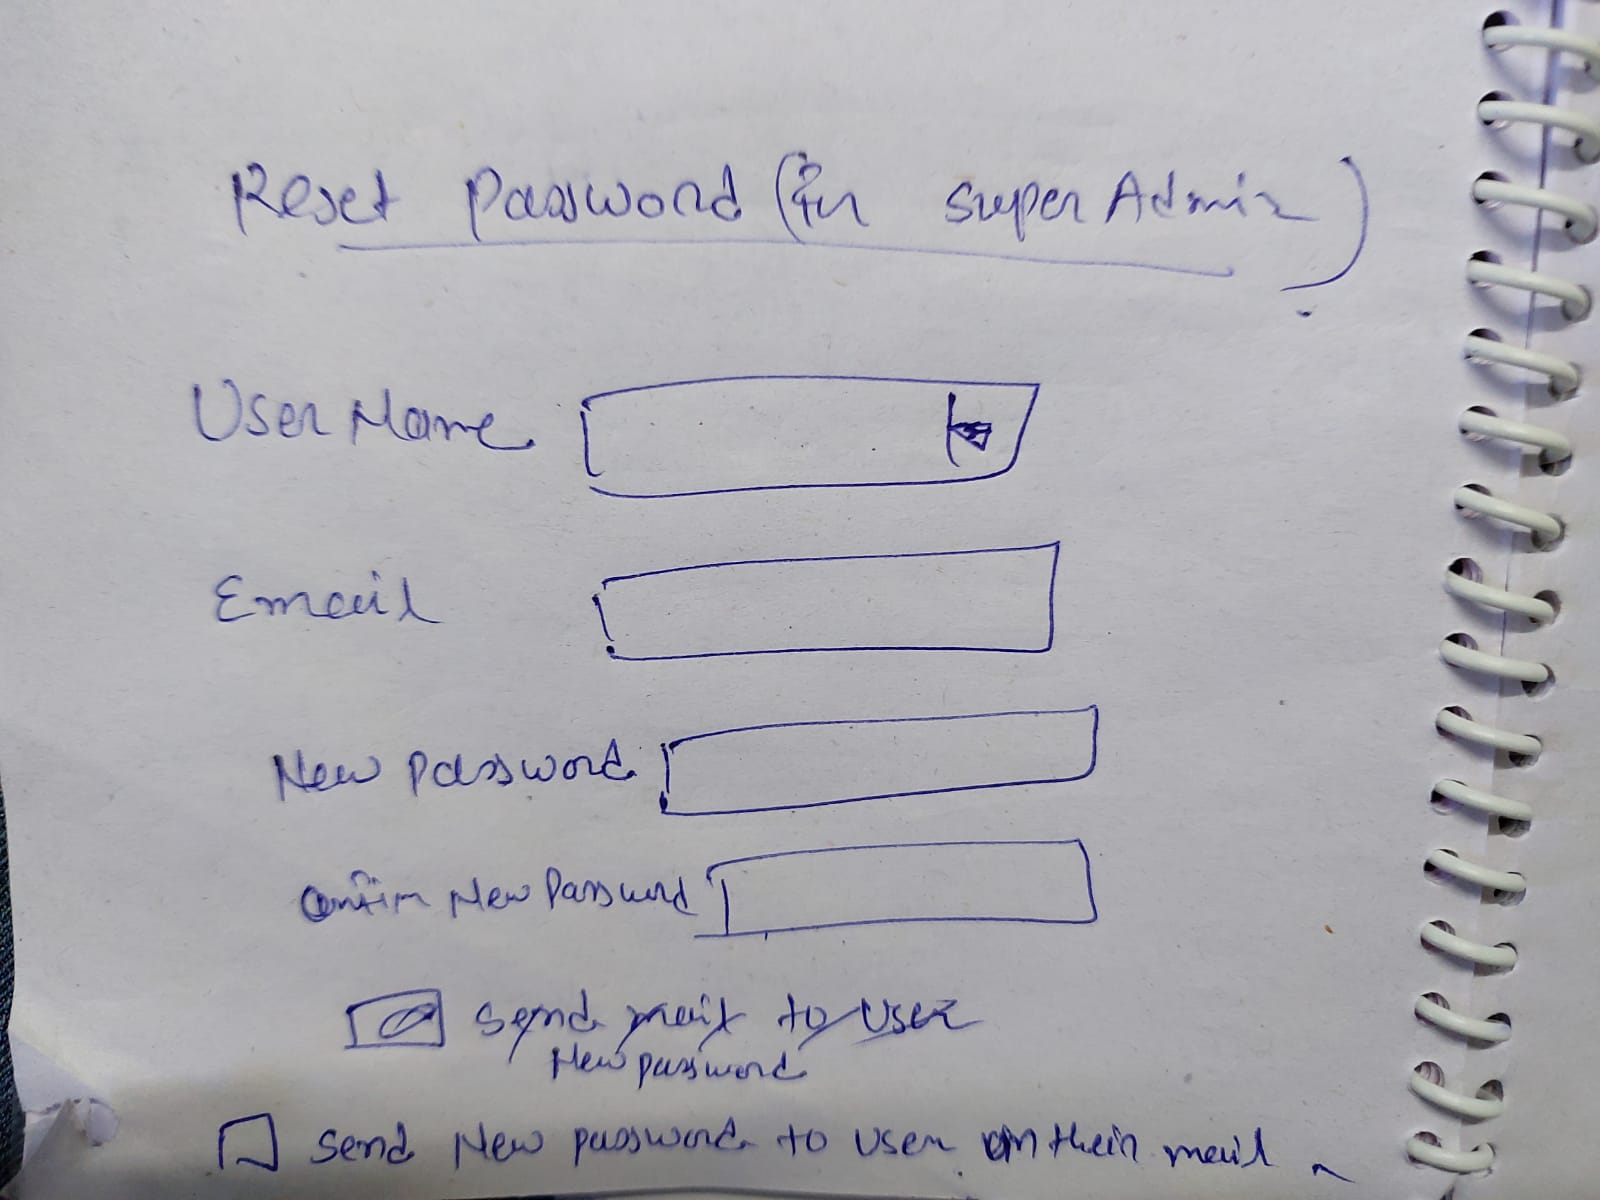 Reset Password (in super Admin)
User Name
Email
New Password
Confirm New Password
Send mail to User
New password
Send New password to user on their mail